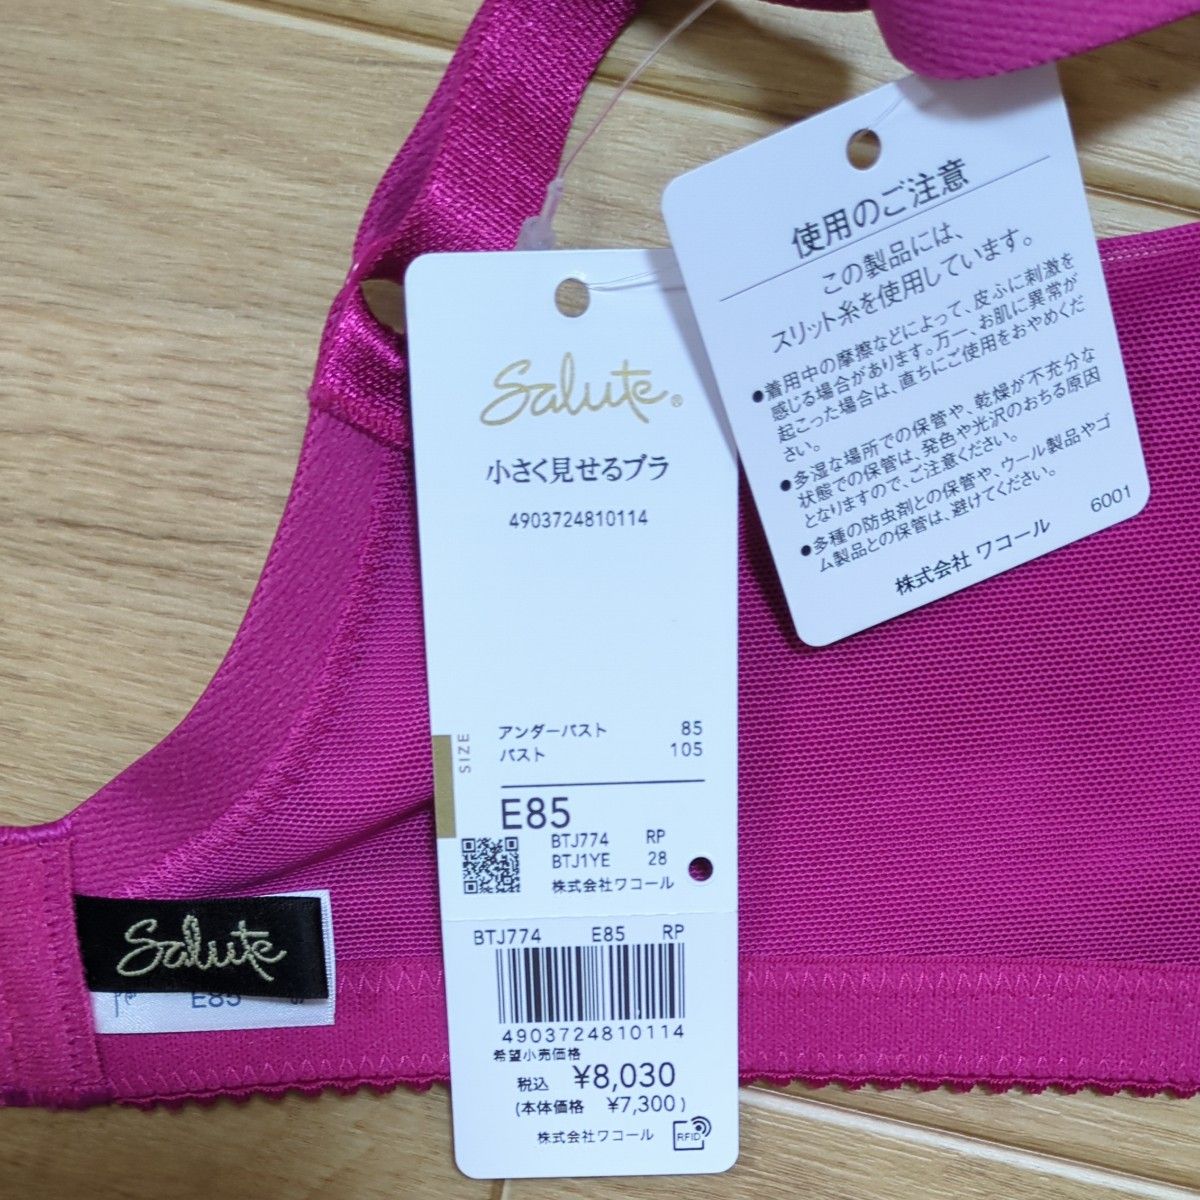 使用のご注意
この製品には、
スリット糸を使用しています。
●着用中の摩擦などによって、皮ふに刺激を
感じる場合があります。万一、お肌に異常が
起こった場合は、直ちにご使用をおやめくだ
さい。
●多湿な場所での保管や、乾燥が不充分な
状態での保管は、発色や光沢のおちる原因
となりますので、ご注意ください。
●多種の防虫剤との保管や、ウール製品やゴ
ム製品との保管は、避けてください。
株式会社 ワコール 6001
Salute®
小さく見せるブラ
4903724810114
SIZE
アンダーバスト 85
バスト 105
E85
BTJ774 RP
BTJ1YE 28
株式会社ワコール
BTJ774 E85 RP
4903724810114
希望小売価格
税込 ¥8,030
(本体価格 ¥7,300)
株式会社ワコール
RFID
Salute
E85